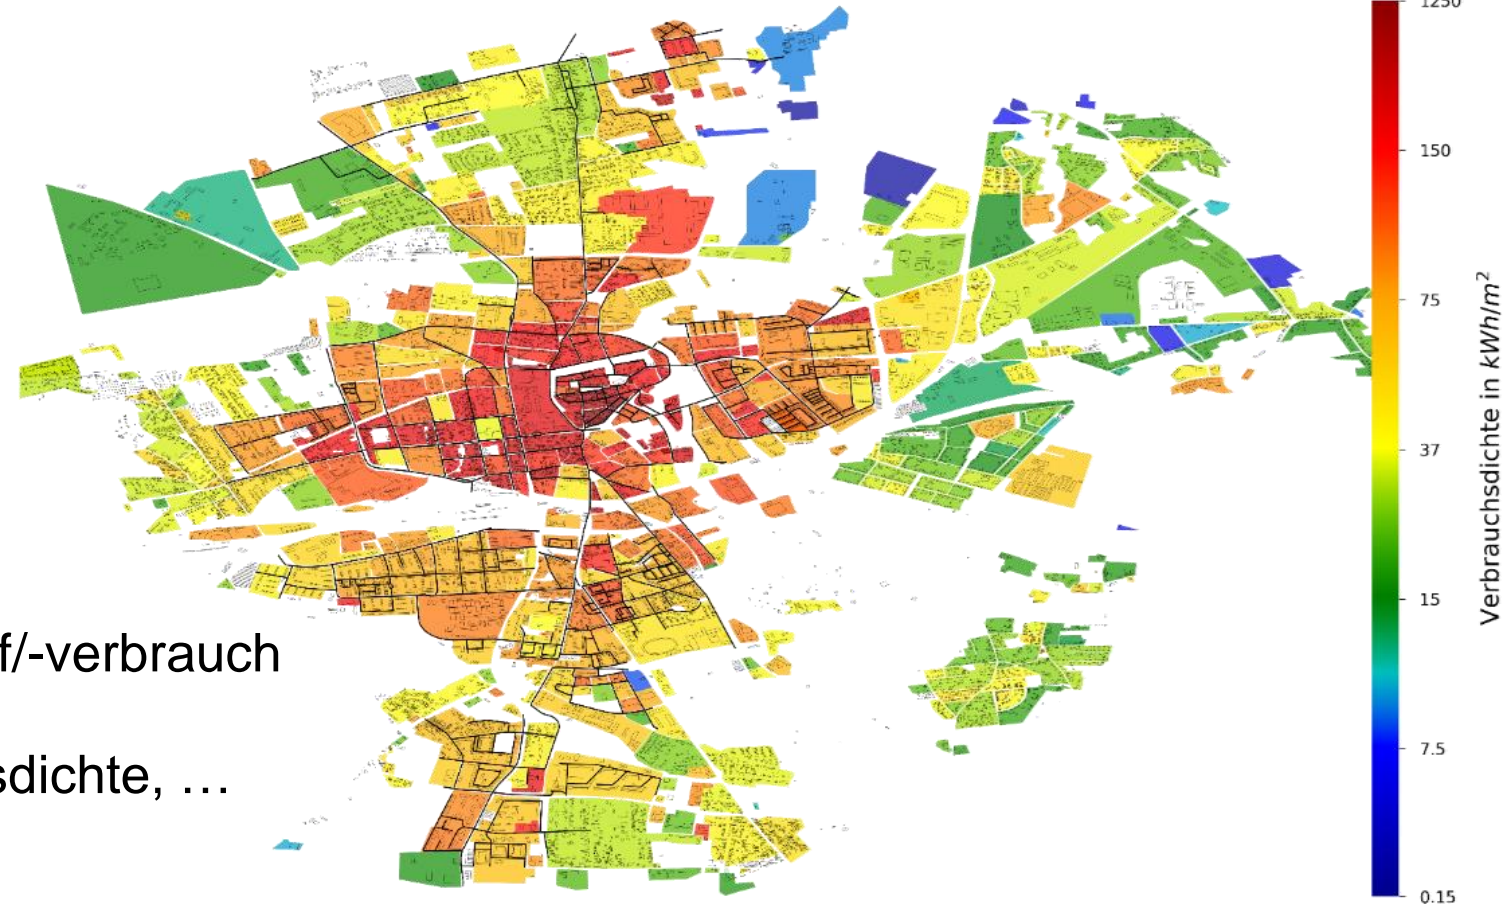 1250
150
75
37
15
7.5
0.15
Verbrauchsdichte in kWh/m²
f/-verbrauch
sdichte, …